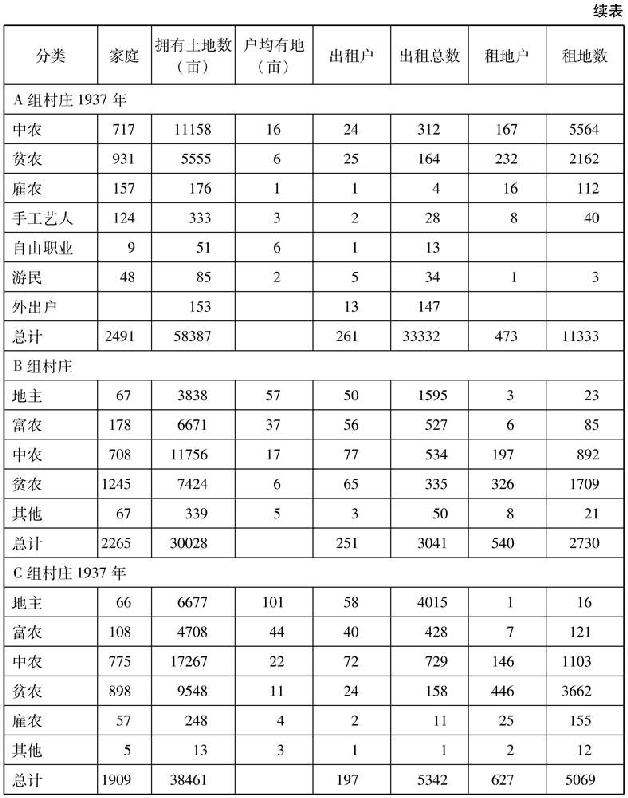 续表
分类 家庭 拥有土地数(亩) 户均有地(亩) 出租户 出租总数 租地户 租地数
A组村庄1937年
中农 717 11158 16 24 312 167 5564
贫农 931 5555 6 25 164 232 2162
雇农 157 176 1 1 4 16 112
手工艺人 124 333 3 2 28 8 40
自由职业 9 51 6 1 13
游民 48 85 2 5 34 1 3
外出户 153 13 147
总计 2491 58387 261 33332 473 11333
B组村庄
地主 67 3838 57 50 1595 3 23
富农 178 6671 37 56 527 6 85
中农 708 11756 17 77 534 197 892
贫农 1245 7424 6 65 335 326 1709
其他 67 339 5 3 50 8 21
总计 2265 30028 251 3041 540 2730
C组村庄1937年
地主 66 6677 101 58 4015 1 16
富农 108 4708 44 40 428 7 121
中农 775 17267 22 72 729 146 1103
贫农 898 9548 11 24 158 446 3662
雇农 57 248 4 2 11 25 155
其他 5 13 3 1 1 2 12
总计 1909 38461 197 5342 627 5069